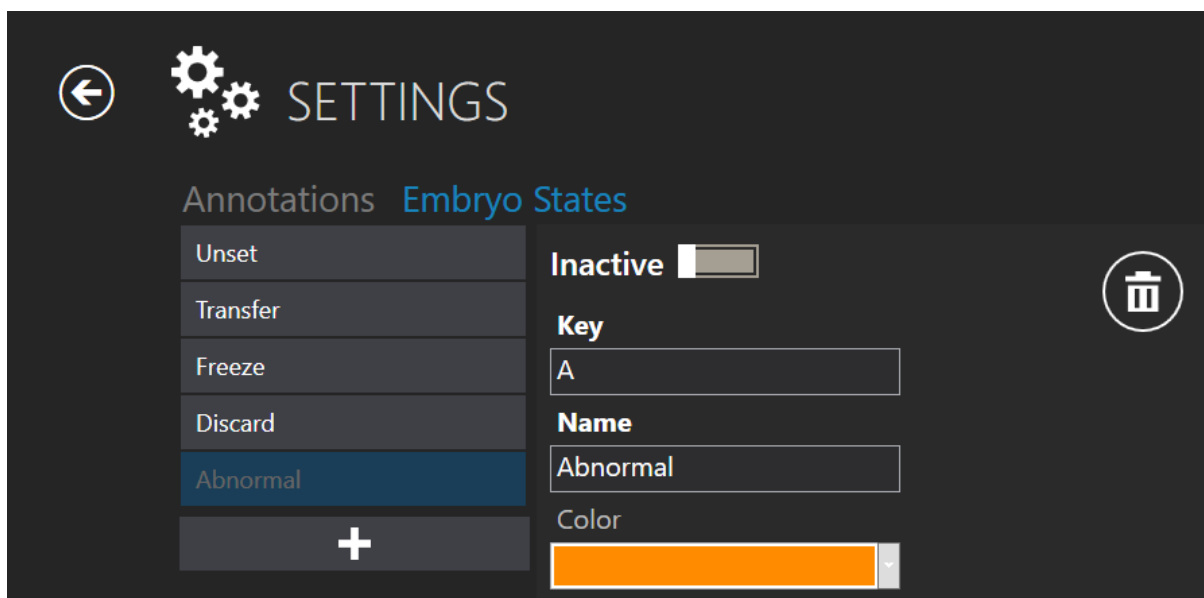 SETTINGS
Annotations Embryo States
Unset
Transfer
Freeze
Discard
Abnormal
Inactive
Key
A
Name
Abnormal
Color